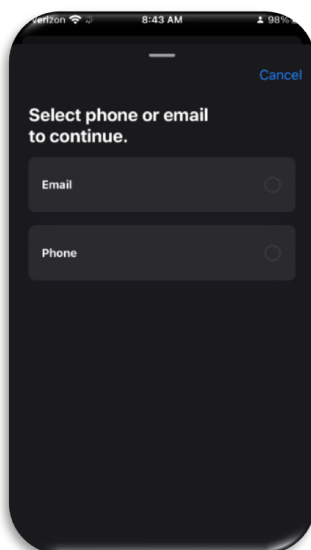 verizon 8:43 AM 98%
Cancel
Select phone or email
to continue.
Email
Phone